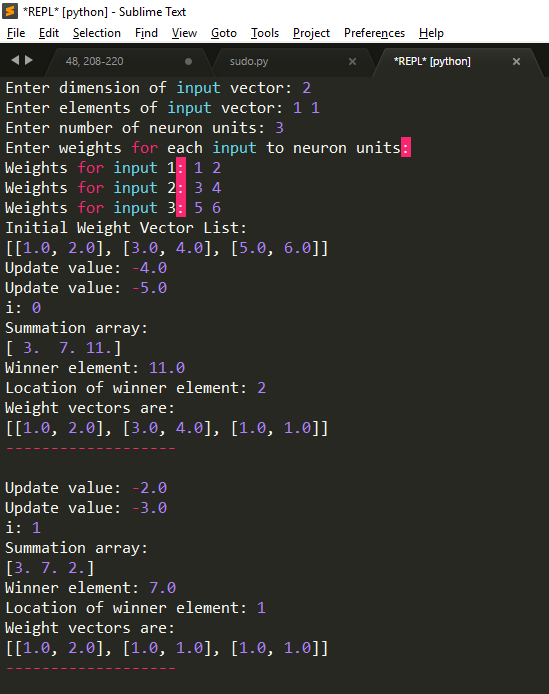 *REPL* [python] - Sublime Text
File Edit Selection Find View Goto Tools Project Preferences Help
48, 208-220 sudo.py *REPL* [python]
Enter dimension of input vector: 2
Enter elements of input vector: 1 1
Enter number of neuron units: 3
Enter weights for each input to neuron units:
Weights for input 1: 1 2
Weights for input 2: 3 4
Weights for input 3: 5 6
Initial Weight Vector List:
[[1.0, 2.0], [3.0, 4.0], [5.0, 6.0]]
Update value: -4.0
Update value: -5.0
i: 0
Summation array:
[ 3.  7. 11.]
Winner element: 11.0
Location of winner element: 2
Weight vectors are:
[[1.0, 2.0], [3.0, 4.0], [1.0, 1.0]]
-------------------
Update value: -2.0
Update value: -3.0
i: 1
Summation array:
[3. 7. 2.]
Winner element: 7.0
Location of winner element: 1
Weight vectors are:
[[1.0, 2.0], [1.0, 1.0], [1.0, 1.0]]
-------------------